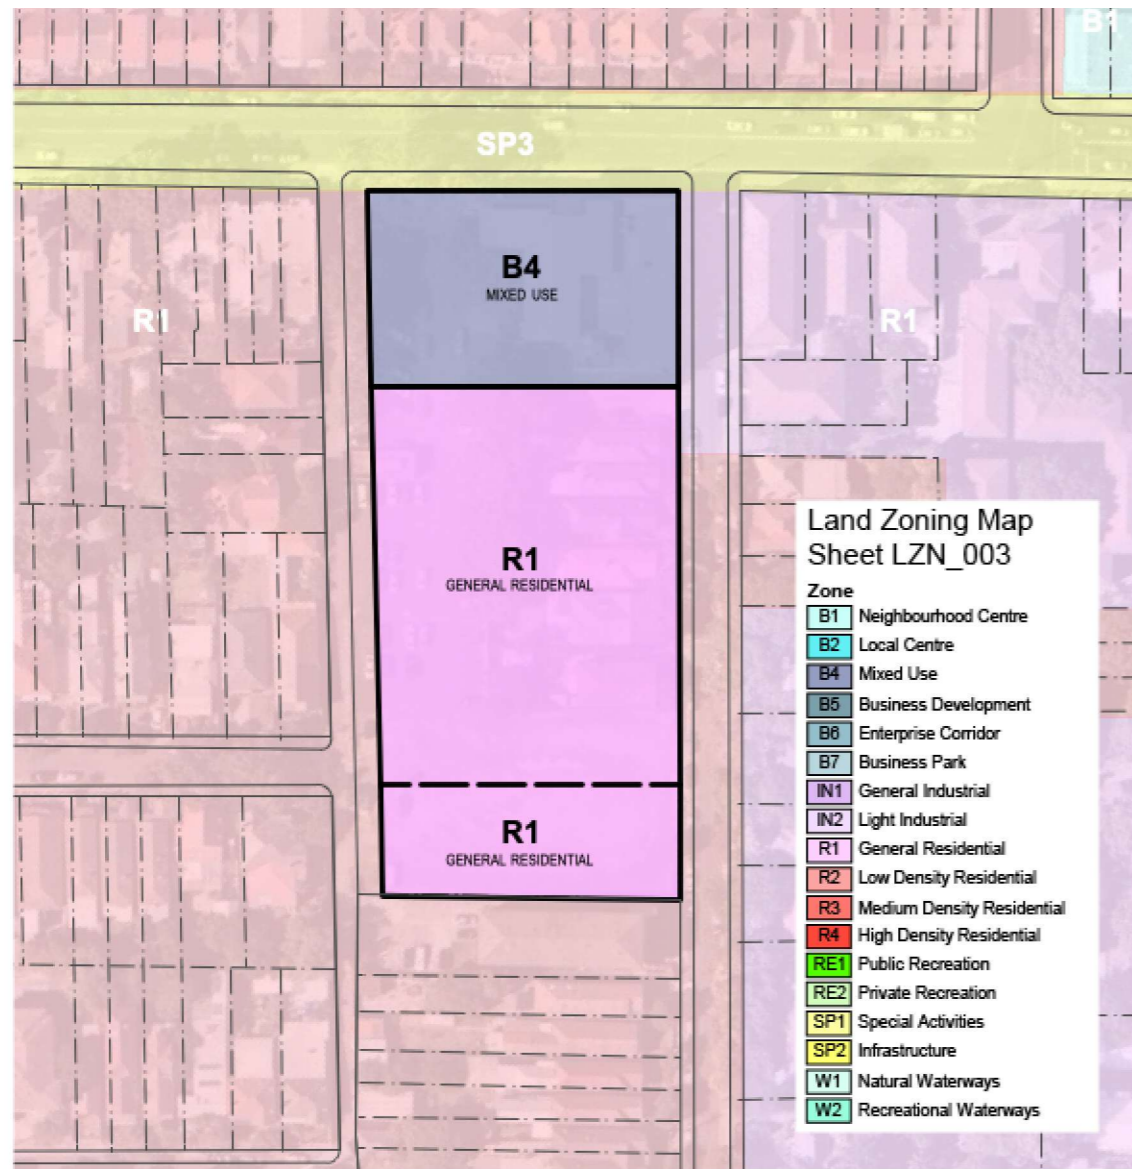 B1
SP3
B4
MIXED USE
R1
R1
R1
GENERAL RESIDENTIAL
R1
GENERAL RESIDENTIAL
Land Zoning Map
Sheet LZN_003
Zone
B1 Neighbourhood Centre
B2 Local Centre
B4 Mixed Use
B5 Business Development
B6 Enterprise Corridor
B7 Business Park
IN1 General Industrial
IN2 Light Industrial
R1 General Residential
R2 Low Density Residential
R3 Medium Density Residential
R4 High Density Residential
RE1 Public Recreation
RE2 Private Recreation
SP1 Special Activities
SP2 Infrastructure
W1 Natural Waterways
W2 Recreational Waterways